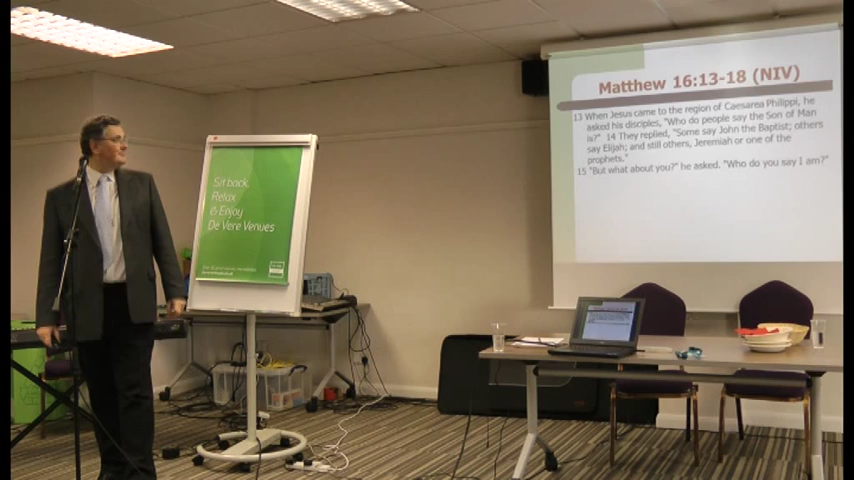 Matthew 16:13-18 (NIV)
13 When Jesus came to the region of Caesarea Philippi, he
asked his disciples, "Who do people say the Son of Man
is?" 14 They replied, "Some say John the Baptist; others
say Elijah; and still others, Jeremiah or one of the
prophets."
15 "But what about you?" he asked. "Who do you say I am?"
Sit back,
Relax
& Enjoy
De Vere Venues